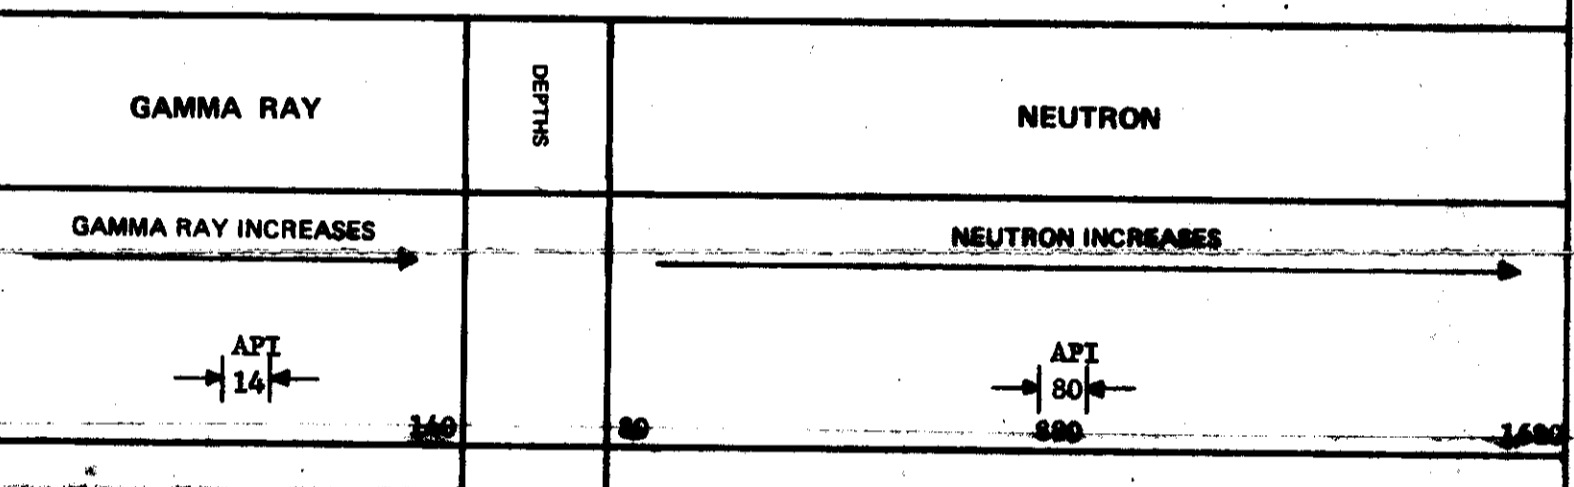 GAMMA RAY
DEPTHS
NEUTRON
GAMMA RAY INCREASES
NEUTRON INCREASES
API
14
API
80
140
80
880
1680